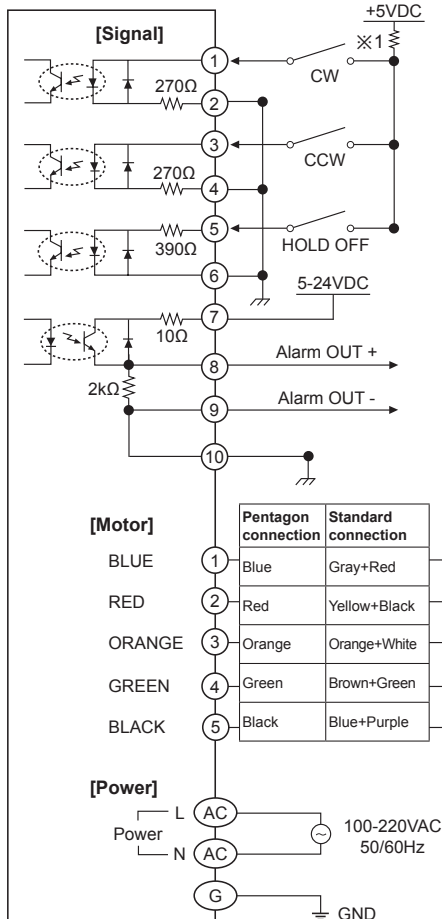 +5VDC
[Signal]
※1
1
CW
270Ω
2
3
CCW
270Ω
4
5
390Ω
HOLD OFF
6
5-24VDC
7
10Ω
8
Alarm OUT +
2kΩ
9
Alarm OUT -
10
[Motor]
Pentagon connection
Standard connection
BLUE
1
Blue
Gray+Red
RED
2
Red
Yellow+Black
ORANGE
3
Orange
Orange+White
GREEN
4
Green
Brown+Green
BLACK
5
Black
Blue+Purple
[Power]
L
AC
Power
100-220VAC
50/60Hz
N
AC
G
GND